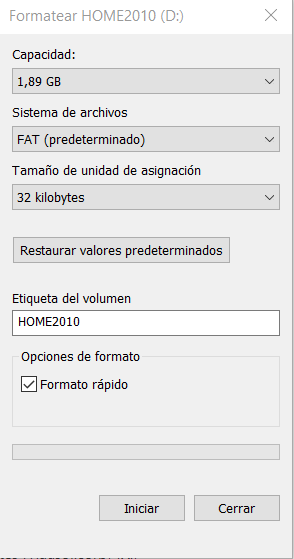 Formatear HOME2010 (D:)
Capacidad:
1,89 GB
Sistema de archivos
FAT (predeterminado)
Tamaño de unidad de asignación
32 kilobytes
Restaurar valores predeterminados
Etiqueta del volumen
HOME2010
Opciones de formato
Formato rápido
Iniciar
Cerrar